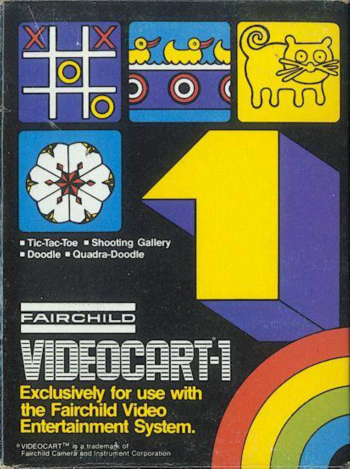 X X
O
O
1
■ Tic-Tac-Toe ■ Shooting Gallery
■ Doodle ■ Quadra-Doodle
FAIRCHILD
VIDEOCART-1
Exclusively for use with
the Fairchild Video
Entertainment System.
VIDEOCART™ is a trademark of
Fairchild Camera and Instrument Corporation